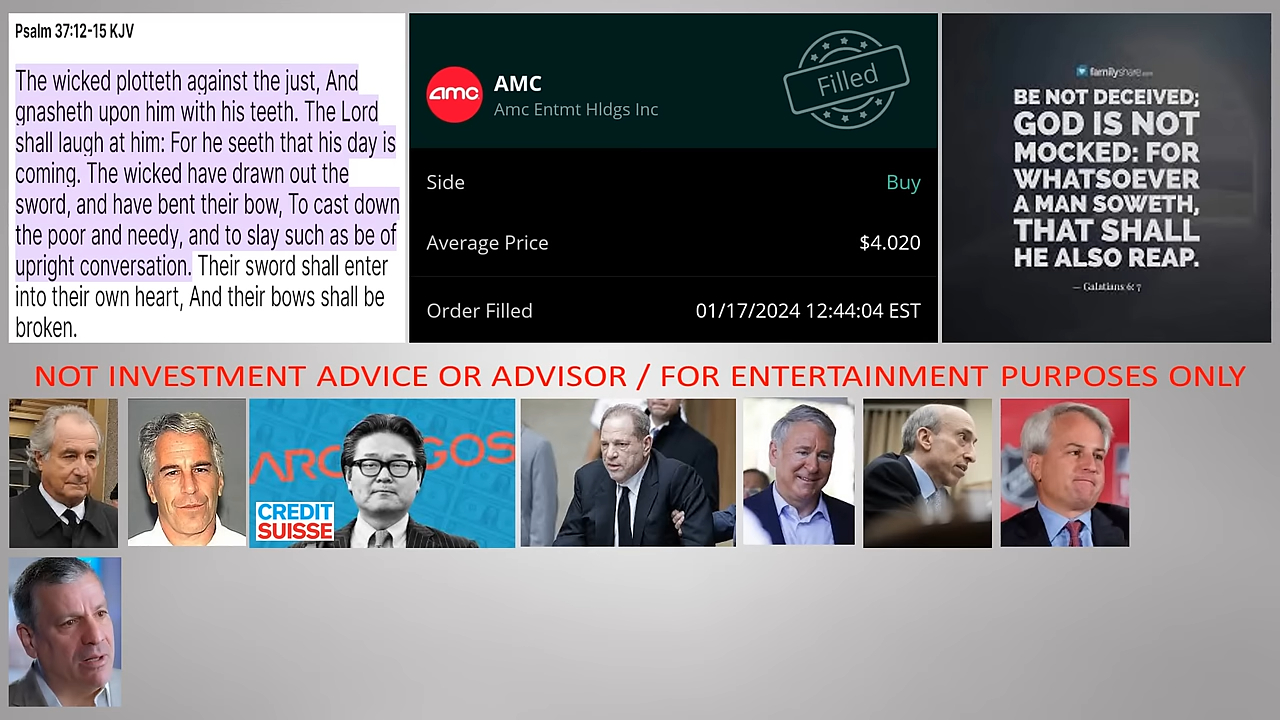 Psalm 37:12-15 KJV
The wicked plotteth against the just, And
gnasheth upon him with his teeth. The Lord
shall laugh at him: For he seeth that his day is
coming. The wicked have drawn out the
sword, and have bent their bow, To cast down
the poor and needy, and to slay such as be of
upright conversation. Their sword shall enter
into their own heart, And their bows shall be
broken.
Filled
amc
AMC
Amc Entmt Hldgs Inc
Side
Buy
Average Price
$4.020
Order Filled
01/17/2024 12:44:04 EST
familyshare.com
BE NOT DECEIVED;
GOD IS NOT
MOCKED: FOR
WHATSOEVER
A MAN SOWETH,
THAT SHALL
HE ALSO REAP.
— Galatians 6: 7
NOT INVESTMENT ADVICE OR ADVISOR / FOR ENTERTAINMENT PURPOSES ONLY
ARC GOS
CREDIT
SUISSE